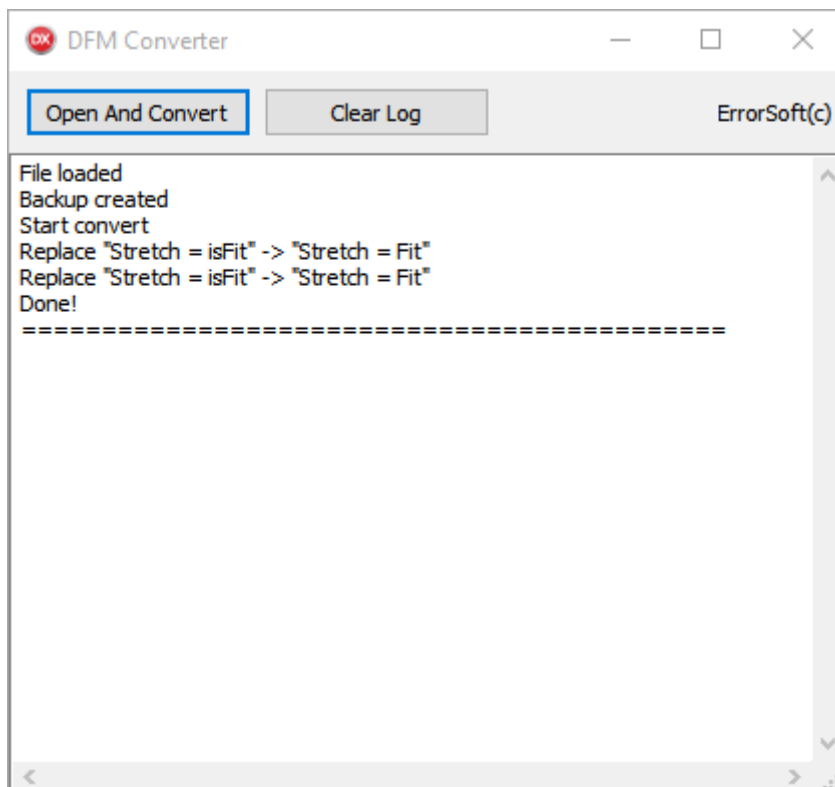 DX DFM Converter
Open And Convert Clear Log ErrorSoft(c)
File loaded
Backup created
Start convert
Replace "Stretch = isFit" -> "Stretch = Fit"
Replace "Stretch = isFit" -> "Stretch = Fit"
Done!
============================================